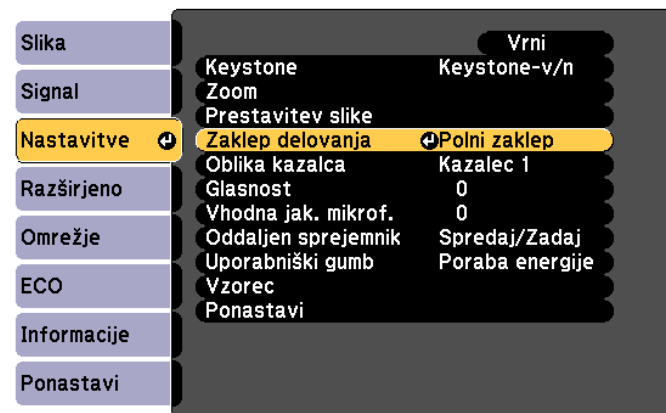 Slika
Signal
Nastavitve
Razširjeno
Omrežje
ECO
Informacije
Ponastavi
Vrni
Keystone Keystone-v/n
Zoom
Prestavitev slike
Zaklep delovanja Polni zaklep
Oblika kazalca Kazalec 1
Glasnost 0
Vhodna jak. mikrof. 0
Oddaljen sprejemnik Spredaj/Zadaj
Uporabniški gumb Poraba energije
Vzorec
Ponastavi